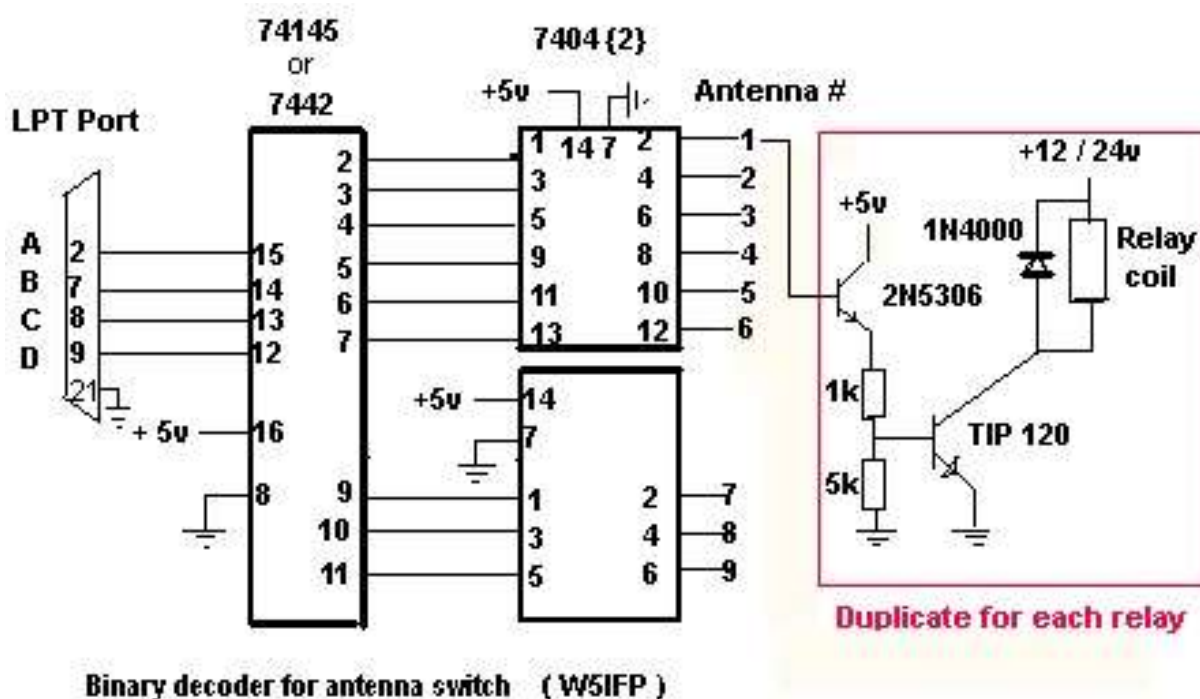 74145
or
7442
7404 {2}
+5v
Antenna #
LPT Port
A 2
B 7
C 8
D 9
21
15
14
13
12
+ 5v 16
8
2
3
4
5
6
7
9
10
11
1 14 7 2
3 4
5 6
9 8
11 10
13 12
1
2
3
4
5
6
+5v 14
7
1 2
3 4
5 6
7
8
9
+12 / 24v
+5v
1N4000
Relay
coil
2N5306
1k
TIP 120
5k
Duplicate for each relay
Binary decoder for antenna switch ( W5IFP )